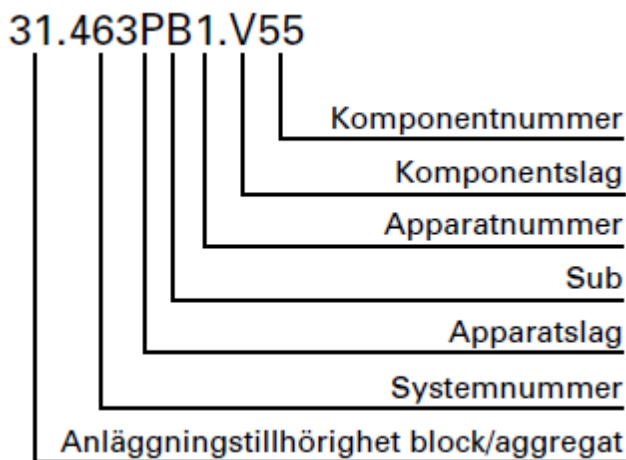 31.463PB1.V55
Komponentnummer
Komponentslag
Apparatnummer
Sub
Apparatslag
Systemnummer
Anläggningstillhörighet block/aggregat